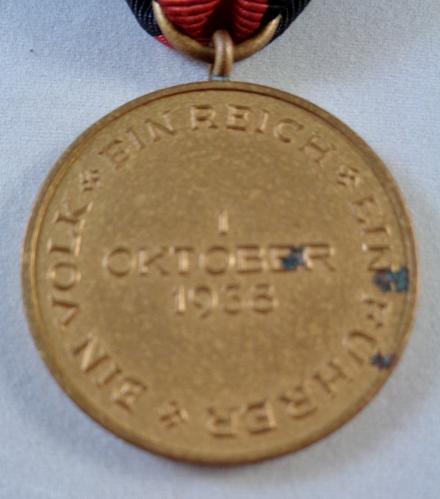 EIN VOLK * EIN REICH * EIN FÜHRER *
1
OKTOBER
1938